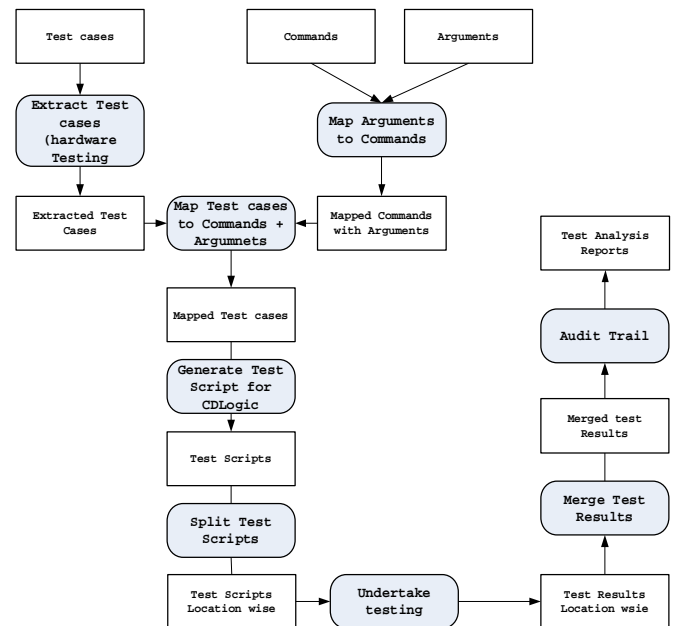 Test cases
Commands
Arguments
Extract Test
cases
(hardware
Testing
Map Arguments
to Commands
Extracted Test
Cases
Map Test cases
to Commands +
Argumnets
Mapped Commands
with Arguments
Test Analysis
Reports
Mapped Test cases
Audit Trail
Generate Test
Script for
CDLogic
Merged test
Results
Test Scripts
Merge Test
Results
Split Test
Scripts
Test Scripts
Location wise
Undertake
testing
Test Results
Location wsie